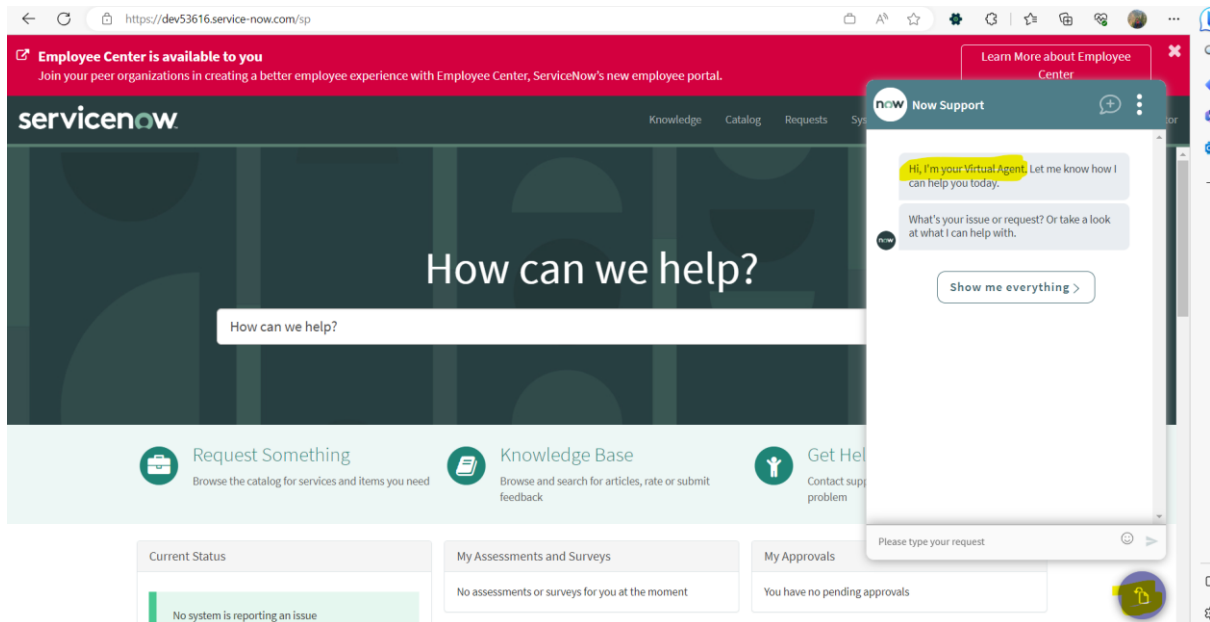 https://dev53616.service-now.com/sp
Employee Center is available to you
Join your peer organizations in creating a better employee experience with Employee Center, ServiceNow's new employee portal.
Learn More about Employee
Center
servicenow
Knowledge Catalog Requests Sys
now Now Support
Hi, I'm your Virtual Agent. Let me know how I
can help you today.
What's your issue or request? Or take a look
at what I can help with.
now
Show me everything >
Please type your request
How can we help?
How can we help?
Request Something
Browse the catalog for services and items you need
Knowledge Base
Browse and search for articles, rate or submit
feedback
Get Hel
Contact supp
problem
Current Status
No system is reporting an issue
My Assessments and Surveys
No assessments or surveys for you at the moment
My Approvals
You have no pending approvals